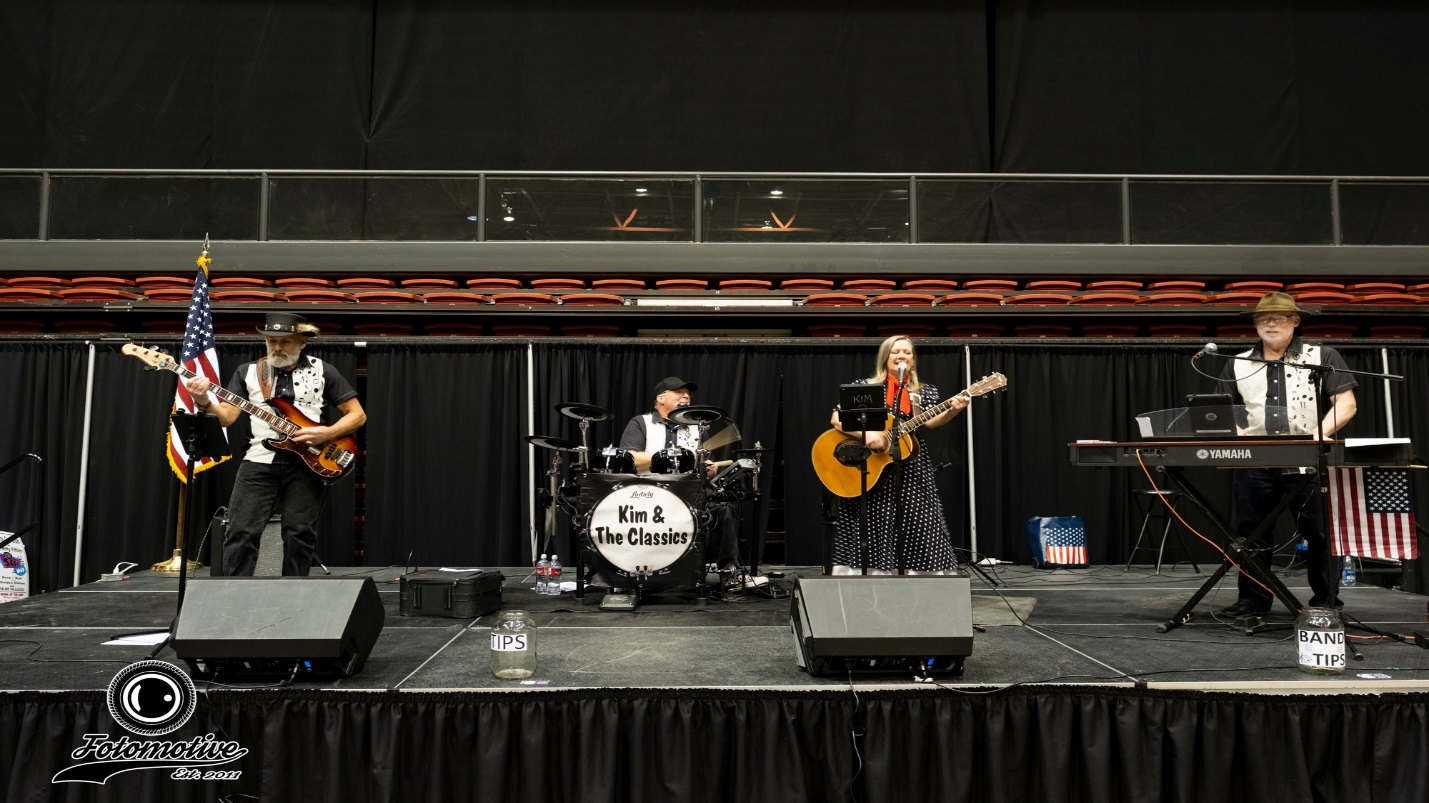 KIM
Ludwig
Kim &
The Classics
YAMAHA
TIPS
BAND
TIPS
Fotomotive
Est. 2011